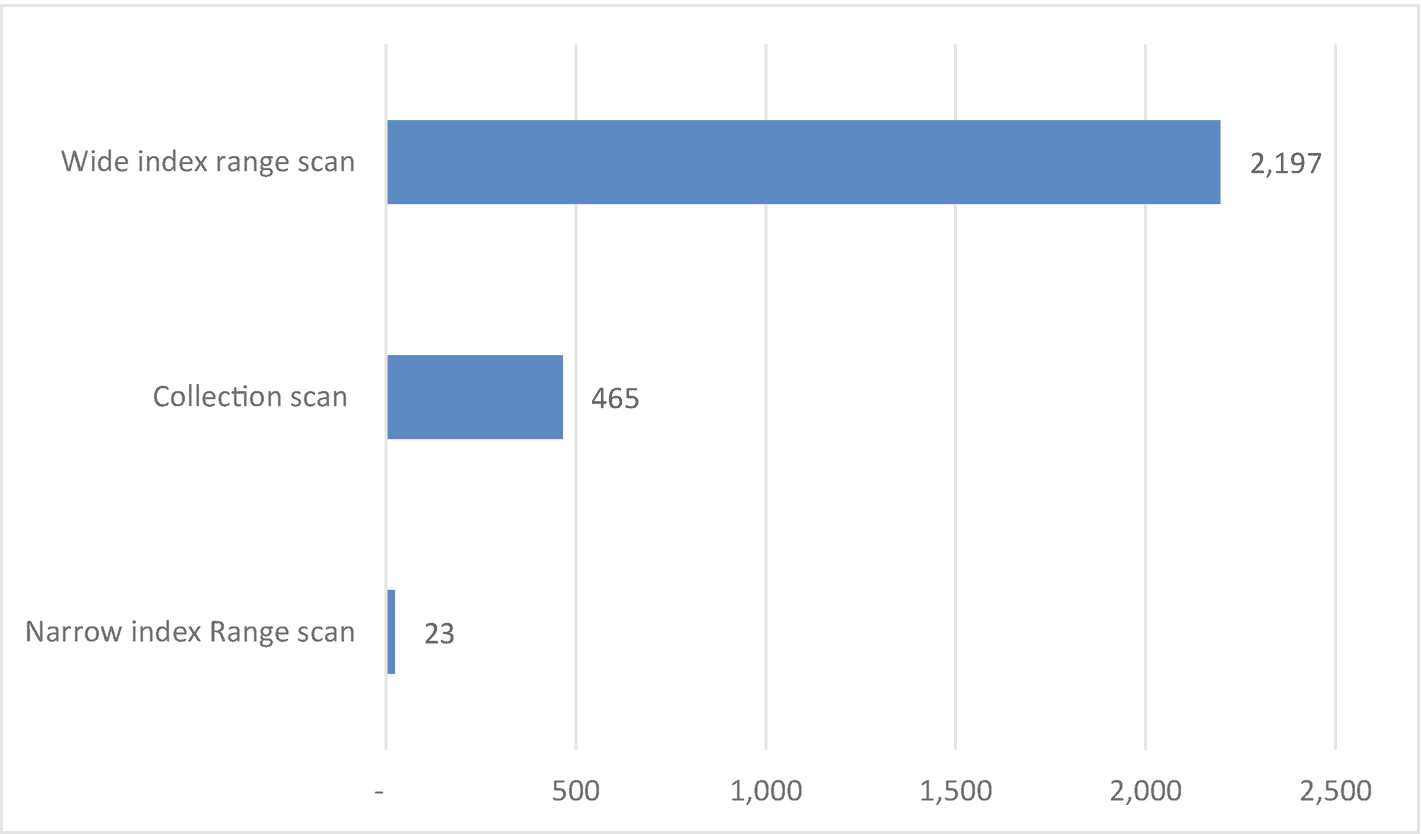 Wide index range scan
2,197
Collection scan
465
Narrow index Range scan
23
- 500 1,000 1,500 2,000 2,500